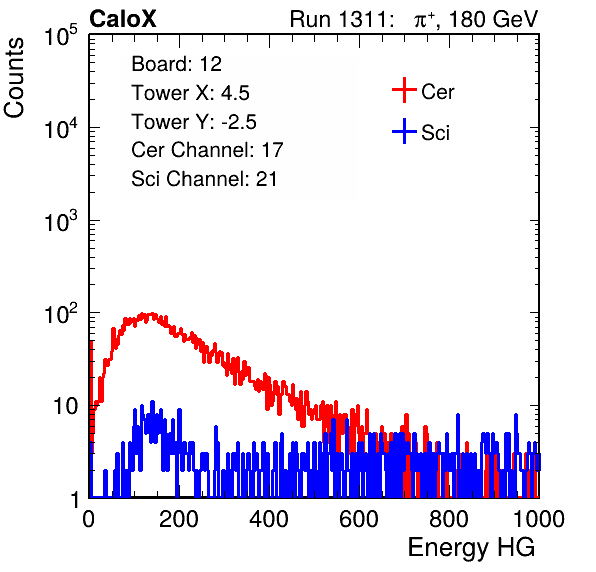 CaloX Run 1311: π⁺, 180 GeV
Board: 12
Tower X: 4.5
Tower Y: -2.5
Cer Channel: 17
Sci Channel: 21
Cer
Sci
Counts
10⁵
10⁴
10³
10²
10
1
0 200 400 600 800 1000
Energy HG